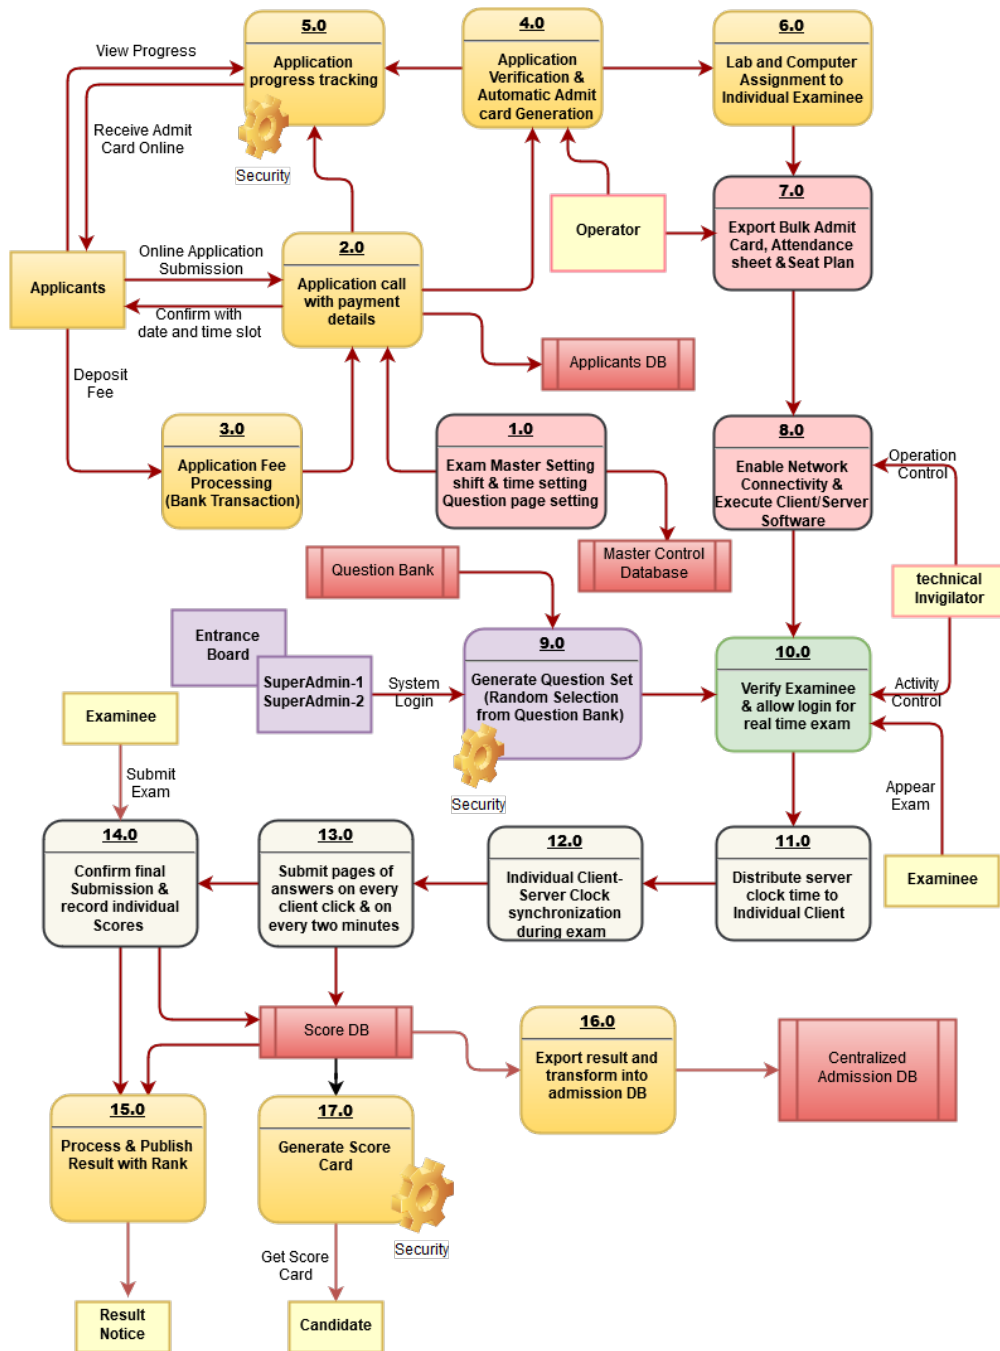 5.0
Application
progress tracking
Security
4.0
Application
Verification &
Automatic Admit
card Generation
6.0
Lab and Computer
Assignment to
Individual Examinee
View Progress
Receive Admit
Card Online
7.0
Export Bulk Admit
Card, Attendance
sheet & Seat Plan
Operator
Applicants
Online Application
Submission
Confirm with
date and time slot
2.0
Application call
with payment
details
Deposit
Fee
Applicants DB
3.0
Application Fee
Processing
(Bank Transaction)
1.0
Exam Master Setting
shift & time setting
Question page setting
8.0
Enable Network
Connectivity &
Execute Client/Server
Software
Operation
Control
Question Bank
Master Control
Database
technical
Invigilator
Entrance
Board
SuperAdmin-1
SuperAdmin-2
System
Login
9.0
Generate Question Set
(Random Selection
from Question Bank)
Security
10.0
Verify Examinee
& allow login for
real time exam
Activity
Control
Examinee
Submit
Exam
Appear
Exam
Examinee
14.0
Confirm final
Submission &
record individual
Scores
13.0
Submit pages of
answers on every
client click & on
every two minutes
12.0
Individual Client-
Server Clock
synchronization
during exam
11.0
Distribute server
clock time to
Individual Client
Score DB
16.0
Export result and
transform into
admission DB
Centralized
Admission DB
15.0
Process & Publish
Result with Rank
17.0
Generate Score
Card
Security
Get Score
Card
Result
Notice
Candidate